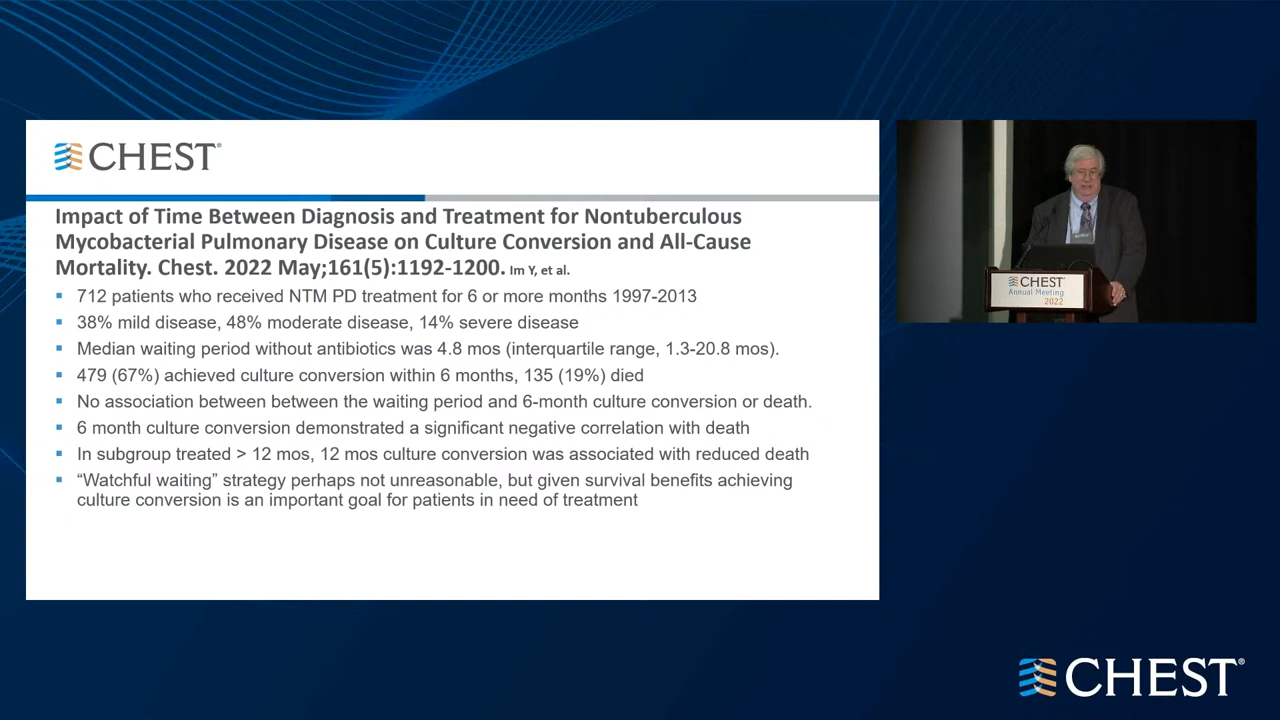 CHEST®
Impact of Time Between Diagnosis and Treatment for Nontuberculous
Mycobacterial Pulmonary Disease on Culture Conversion and All-Cause
Mortality. Chest. 2022 May;161(5):1192-1200. Im Y, et al.
712 patients who received NTM-PD treatment for 6 or more months 1997-2013
38% mild disease, 48% moderate disease, 14% severe disease
Median waiting period without antibiotics was 4.8 mos (interquartile range, 1.3-20.8 mos).
479 (67%) achieved culture conversion within 6 months, 135 (19%) died
No association between between the waiting period and 6-month culture conversion or death.
6 month culture conversion demonstrated a significant negative correlation with death
In subgroup treated > 12 mos, 12 mos culture conversion was associated with reduced death
“Watchful waiting” strategy perhaps not unreasonable, but given survival benefits achieving
culture conversion is an important goal for patients in need of treatment
CHEST
Annual Meeting
2022
CHEST®